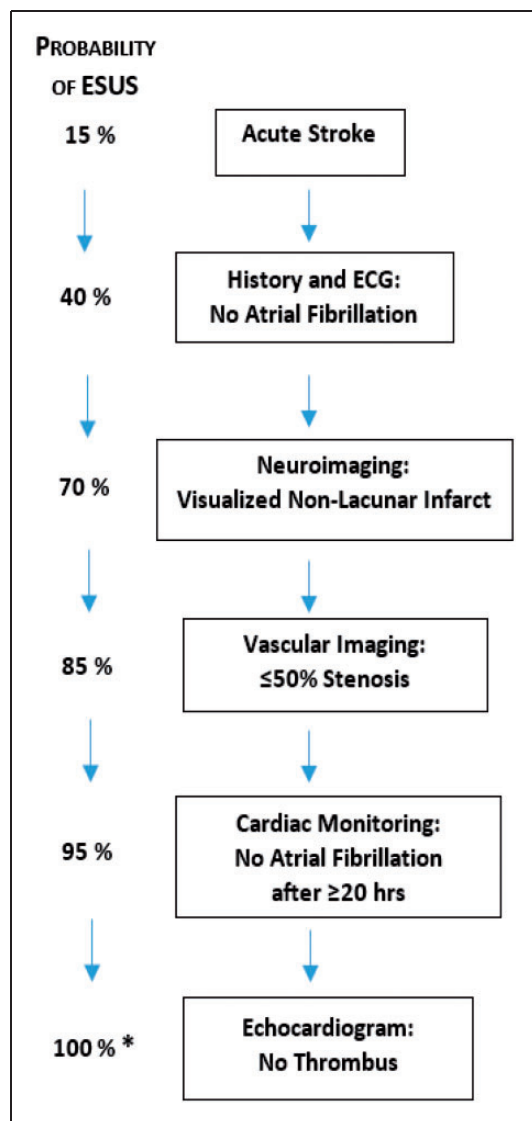 PROBABILITY
OF ESUS
15 %
Acute Stroke
40 %
History and ECG:
No Atrial Fibrillation
70 %
Neuroimaging:
Visualized Non-Lacunar Infarct
85 %
Vascular Imaging:
≤50% Stenosis
95 %
Cardiac Monitoring:
No Atrial Fibrillation
after ≥20 hrs
100 % *
Echocardiogram:
No Thrombus